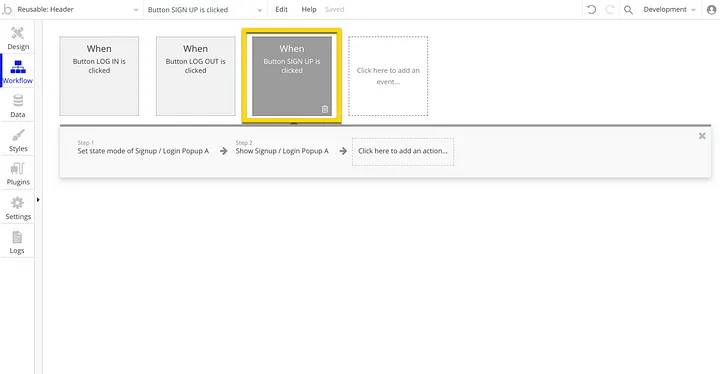 b Reusable: Header
Button SIGN UP is clicked
Edit
Help
Saved
Development
Design
Workflow
Data
Styles
Plugins
Settings
Logs
When
Button LOG IN is
clicked
When
Button LOG OUT is
clicked
When
Button SIGN UP is
clicked
Click here to add an
event...
Step 1
Set state mode of Signup / Login Popup A
Step 2
Show Signup / Login Popup A
Click here to add an action...